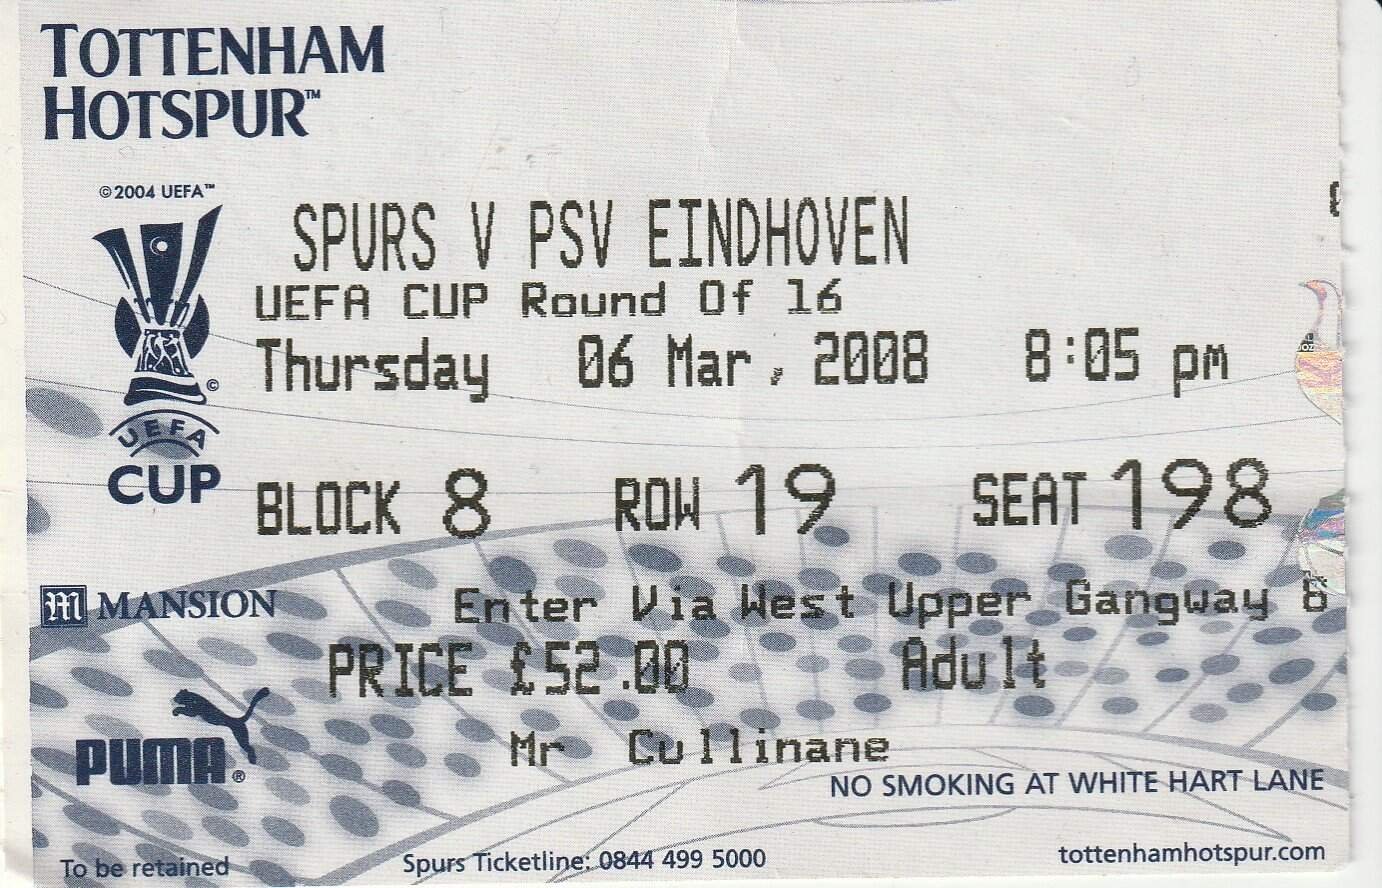 TOTTENHAM
HOTSPUR™
© 2004 UEFA™
SPURS V PSV EINDHOVEN
UEFA CUP Round Of 16
Thursday 06 Mar, 2008 8:05 pm
©
UEFA
CUP
BLOCK 8 ROW 19 SEAT 198
M MANSION
Enter Via West Upper Gangway 8
PRICE £52.00 Adult
PUMA®
Mr Cullinane
NO SMOKING AT WHITE HART LANE
To be retained
Spurs Ticketline: 0844 499 5000
tottenhamhotspur.com